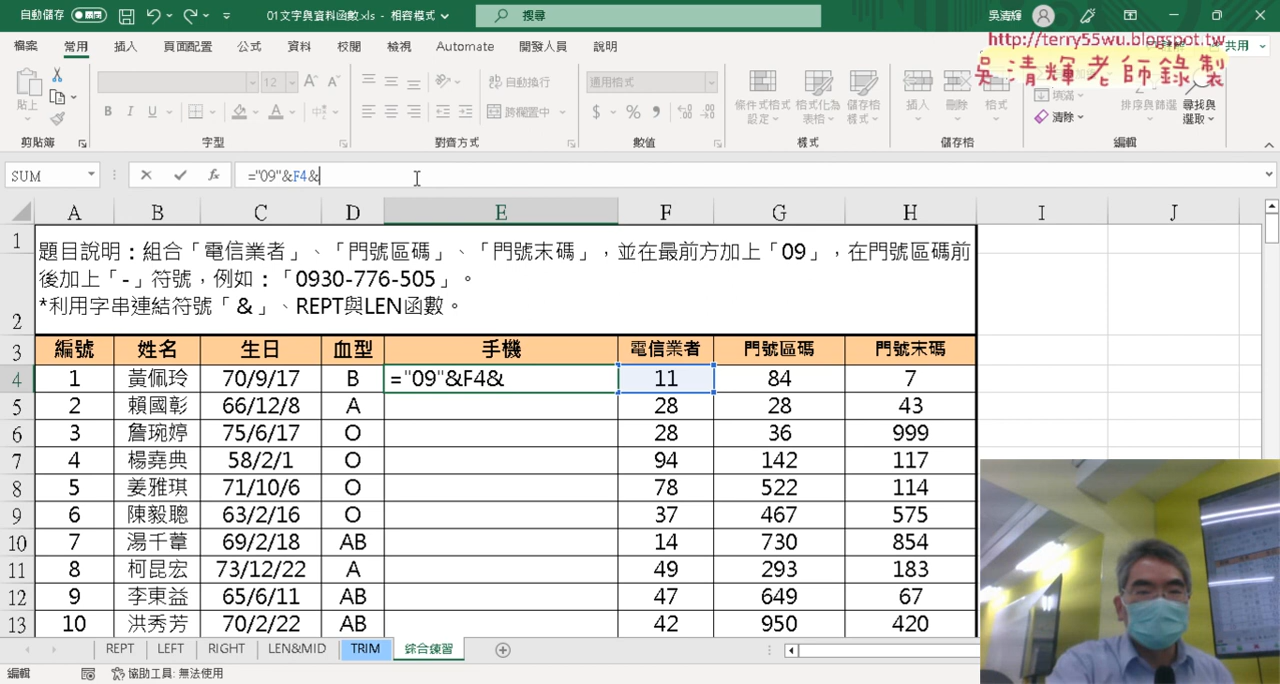 自動儲存 關閉 01文字與資料函數.xls - 相容模式 搜尋 吳清輝
檔案 常用 插入 頁面配置 公式 資料 校閱 檢視 Automate 開發人員 說明 共用
http://terry55wu.blogspot.tw
吳清輝老師錄製
貼上 12 自動換行 通用格式 條件式格式設定 格式化為表格 儲存格樣式 插入 刪除 格式 填滿 清除 排序與篩選 尋找與選取
B I U 跨欄置中 $ % 9
剪貼簿 字型 對齊方式 數值 樣式 儲存格 編輯
SUM fx ="09"&F4&
A B C D E F G H I J
1 題目說明：組合「電信業者」、「門號區碼」、「門號末碼」，並在最前方加上「09」，在門號區碼前
後加上「-」符號，例如：「0930-776-505」。
2 *利用字串連結符號「&」、REPT與LEN函數。
3 編號 姓名 生日 血型 手機 電信業者 門號區碼 門號末碼
4 1 黃佩玲 70/9/17 B ="09"&F4& 11 84 7
5 2 賴國彰 66/12/8 A 28 28 43
6 3 詹琬婷 75/6/17 O 28 36 999
7 4 楊堯典 58/2/1 O 94 142 117
8 5 姜雅琪 71/10/6 O 78 522 114
9 6 陳毅聰 63/2/16 O 37 467 575
10 7 湯千葦 69/2/18 AB 14 730 854
11 8 柯昆宏 73/12/22 A 49 293 183
12 9 李東益 65/6/11 AB 47 649 67
13 10 洪秀芳 70/2/22 AB 42 950 420
REPT LEFT RIGHT LEN&MID TRIM 綜合練習
編輯 協助工具: 無法使用